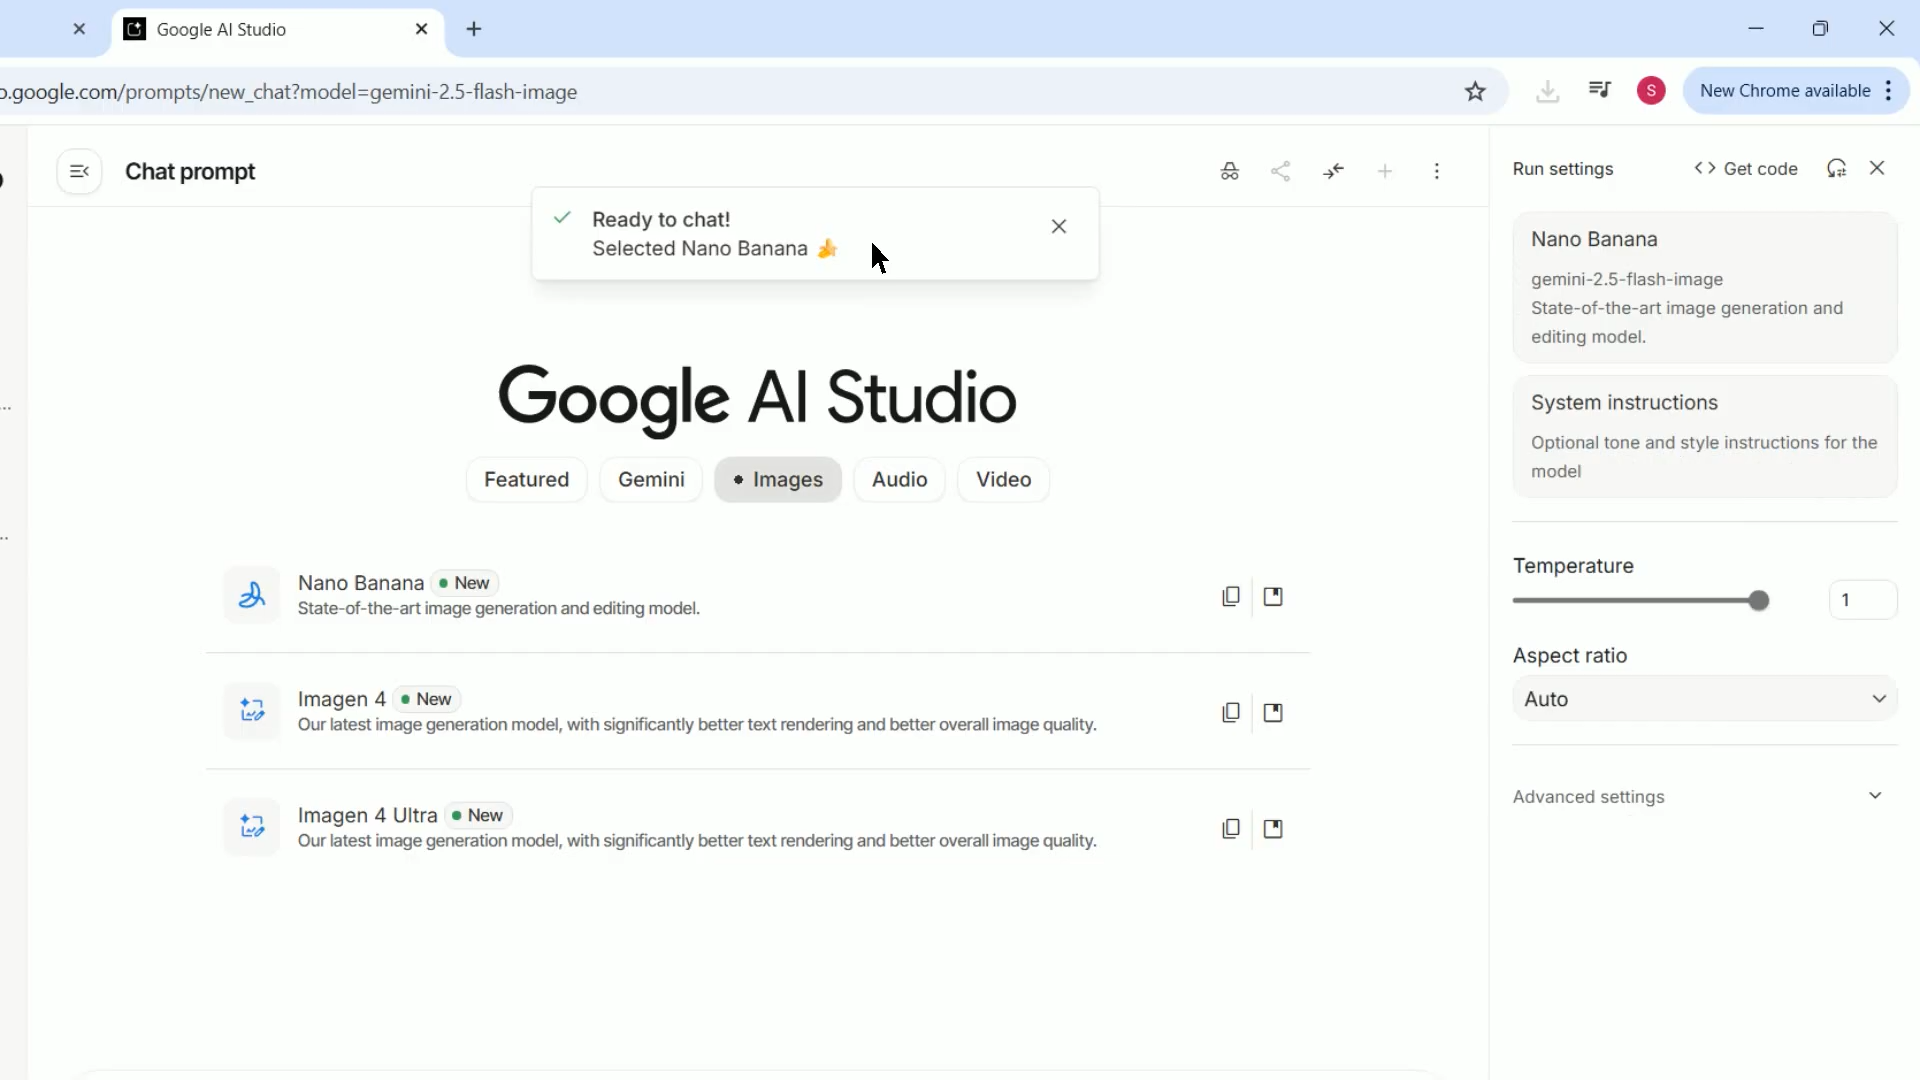 Google AI Studio
o.google.com/prompts/new_chat?model=gemini-2.5-flash-image
S
New Chrome available
Chat prompt
Ready to chat!
Selected Nano Banana 🍌
Google AI Studio
Featured
Gemini
Images
Audio
Video
Nano Banana
New
State-of-the-art image generation and editing model.
Imagen 4
New
Our latest image generation model, with significantly better text rendering and better overall image quality.
Imagen 4 Ultra
New
Our latest image generation model, with significantly better text rendering and better overall image quality.
Run settings
<> Get code
Nano Banana
gemini-2.5-flash-image
State-of-the-art image generation and
editing model.
System instructions
Optional tone and style instructions for the
model
Temperature
1
Aspect ratio
Auto
Advanced settings